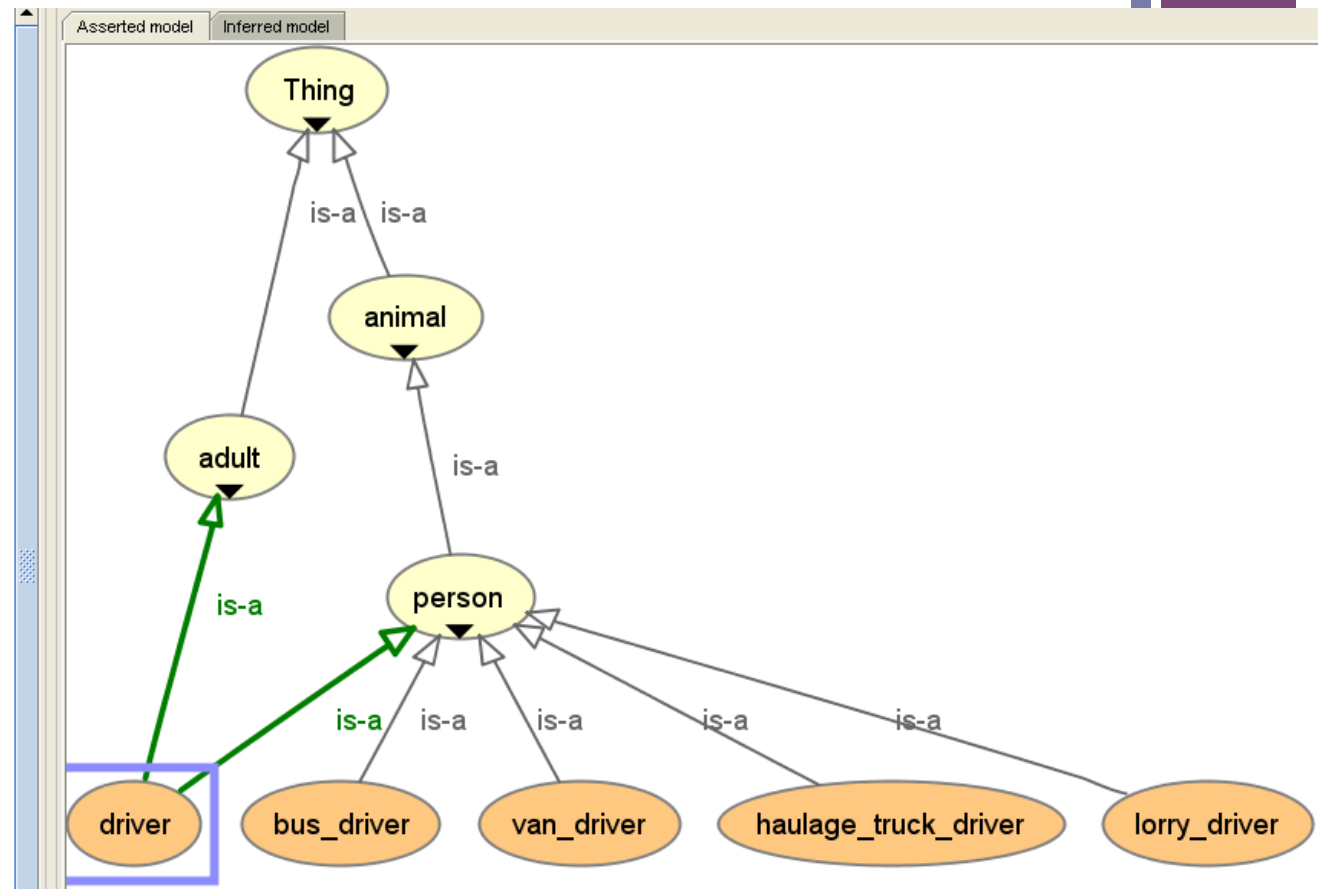 Asserted model Inferred model
Thing
is-a is-a
animal
adult
is-a
person
is-a
is-a is-a is-a is-a is-a
driver bus_driver van_driver haulage_truck_driver lorry_driver